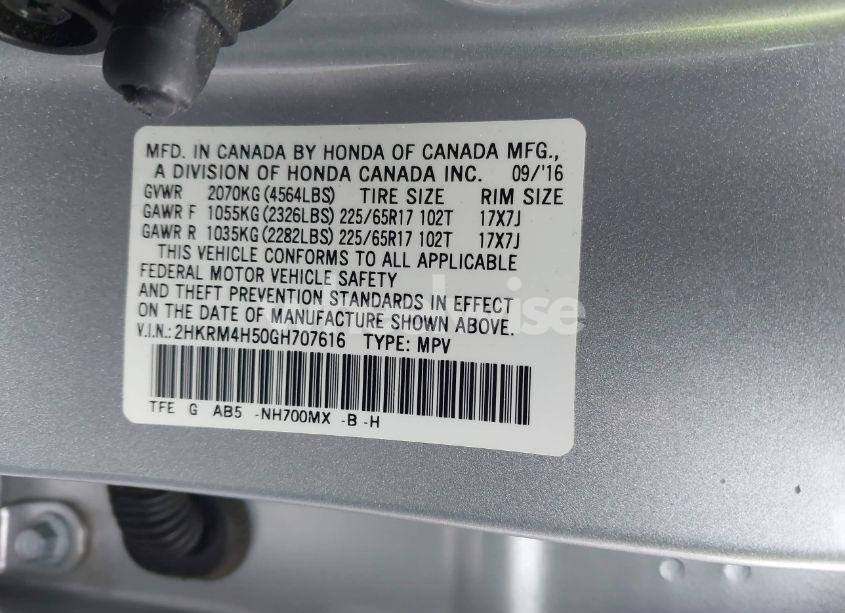 MFD. IN CANADA BY HONDA OF CANADA MFG.,
A DIVISION OF HONDA CANADA INC. 09/'16
GVWR 2070KG(4564LBS) TIRE SIZE RIM SIZE
GAWR F 1055KG(2326LBS) 225/65R17 102T 17X7J
GAWR R 1035KG(2282LBS) 225/65R17 102T 17X7J
THIS VEHICLE CONFORMS TO ALL APPLICABLE
FEDERAL MOTOR VEHICLE SAFETY
AND THEFT PREVENTION STANDARDS IN EFFECT
ON THE DATE OF MANUFACTURE SHOWN ABOVE.
V.I.N.:2HKRM4H50GH707616 TYPE: MPV
TFE G AB5 -NH700MX -B -H